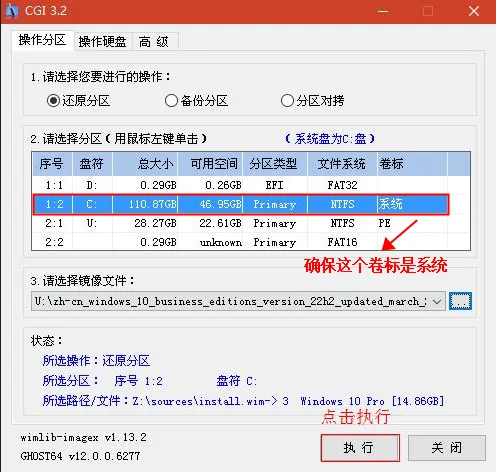 CGI 3.2
操作分区 操作硬盘 高 级
1.请选择您要进行的操作：
还原分区 备份分区 分区对拷
2.请选择分区（用鼠标左键单击） （系统盘为C:盘）
序号 盘符 总大小 可用空间 分区类型 文件系统 卷标
1:1 D: 0.29GB 0.26GB EFI FAT32
1:2 C: 110.87GB 46.95GB Primary NTFS 系统
2:1 U: 28.27GB 22.61GB Primary NTFS PE
2:2 0.29GB unknown Primary FAT16
确保这个卷标是系统
3.请选择镜像文件：
U:\zh-cn_windows_10_business_editions_version_22h2_updated_march_2 ...
状态：
所选操作：还原分区
所选分区： 序号 1:2 盘符 C:
所选路径/文件：Z:\sources\install.wim-> 3 Windows 10 Pro [14.86GB]
点击执行
wimlib-imagex v1.13.2
GHOST64 v12.0.0.6277
执 行 关 闭